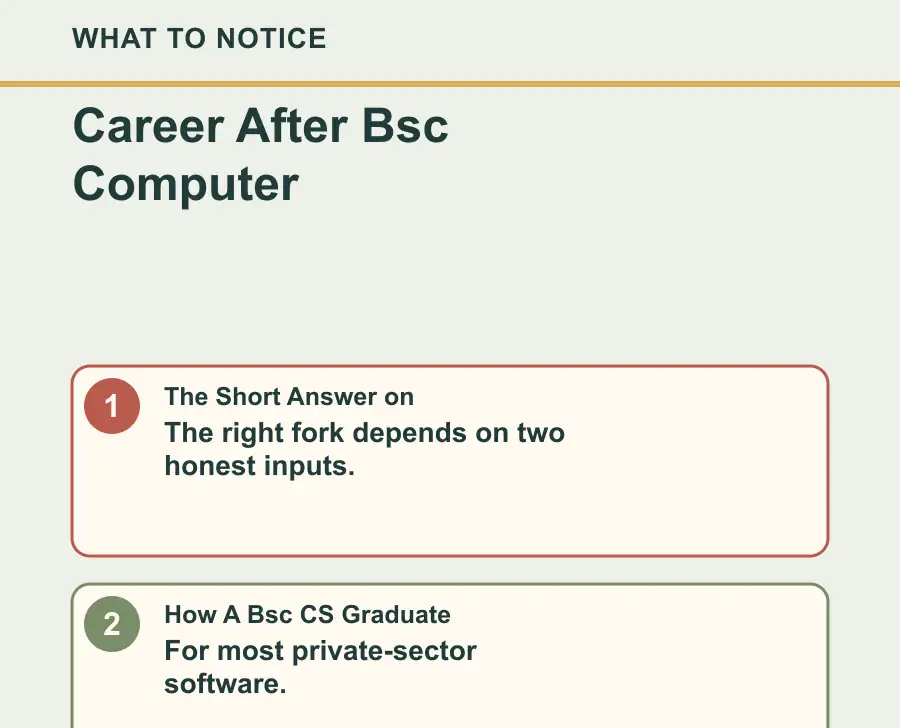 WHAT TO NOTICE
Career After Bsc
Computer
1
The Short Answer on
The right fork depends on two
honest inputs.
2
How A Bsc CS Graduate
For most private-sector
software.